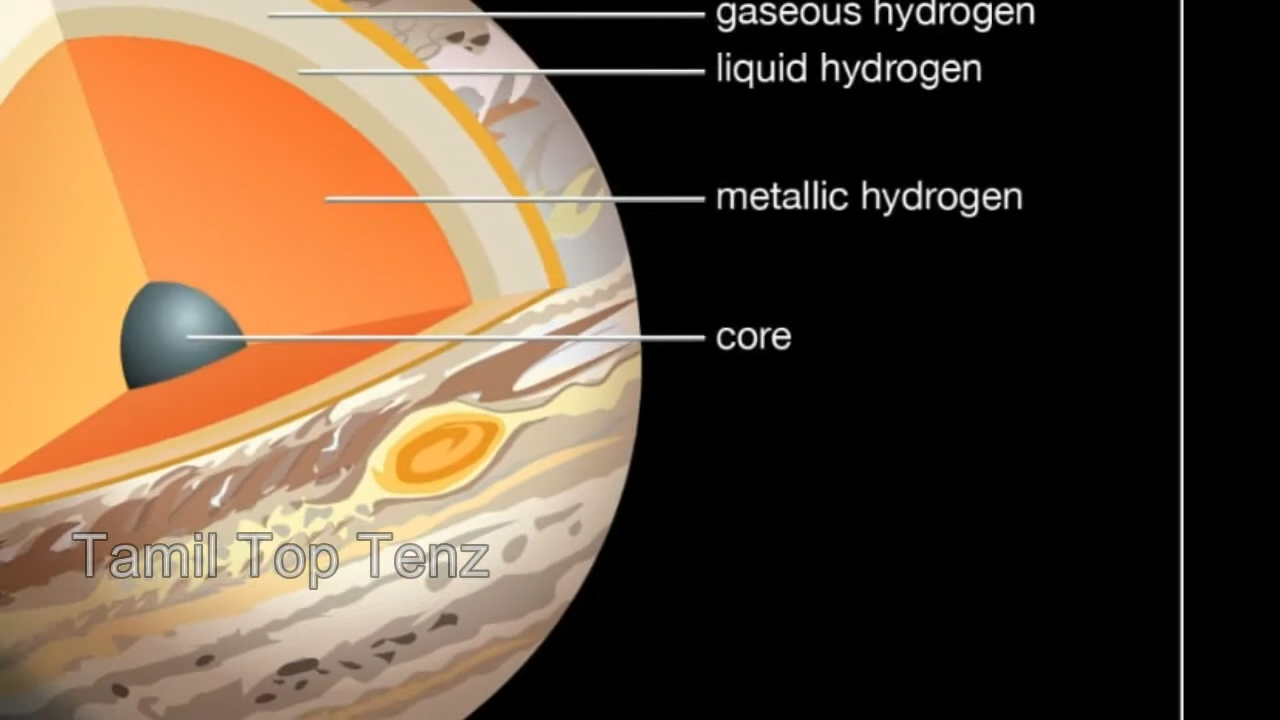 gaseous hydrogen
liquid hydrogen
metallic hydrogen
core
Tamil Top Tenz